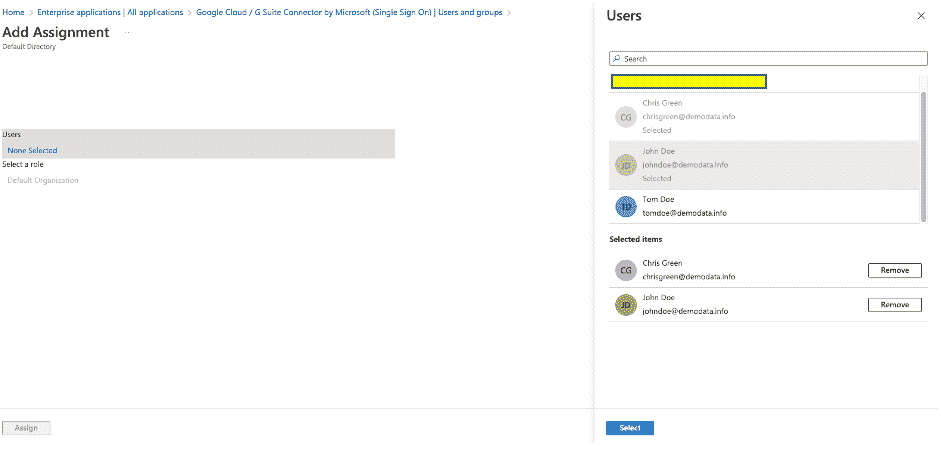 Home > Enterprise applications | All applications > Google Cloud / G Suite Connector by Microsoft (Single Sign On) | Users and groups >
Add Assignment ...
Default Directory
Users
None Selected
Select a role
Default Organization
Assign
Users
Search
CG
Chris Green
chrisgreen@demodata.info
Selected
JD
John Doe
johndoe@demodata.info
Selected
TD
Tom Doe
tomdoe@demodata.info
Selected items
CG
Chris Green
chrisgreen@demodata.info
Remove
JD
John Doe
johndoe@demodata.info
Remove
Select